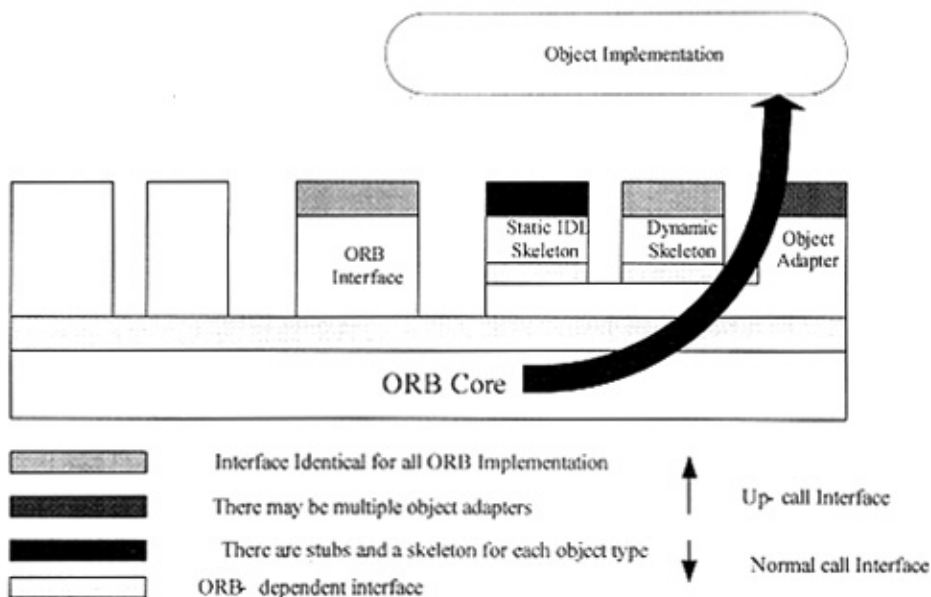 Object Implementation
ORB
Interface
Static IDL
Skeleton
Dynamic
Skeleton
Object
Adapter
ORB Core
Interface Identical for all ORB Implementation
There may be multiple object adapters
There are stubs and a skeleton for each object type
ORB- dependent interface
Up- call Interface
Normal call Interface